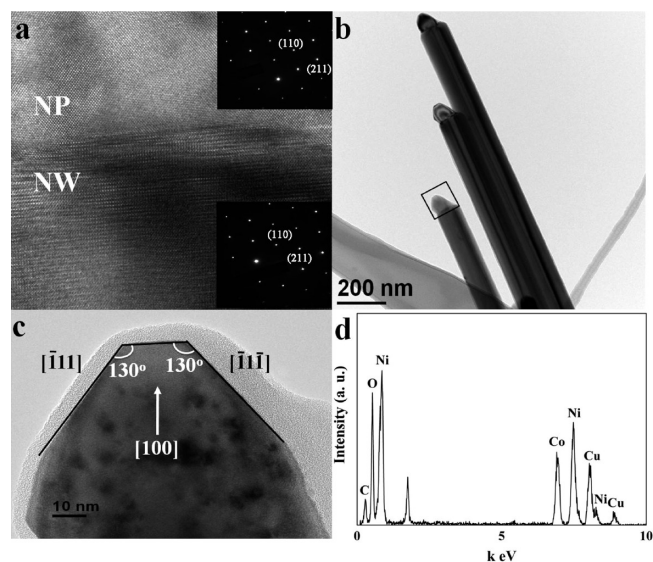 a
(110)
(211)
NP
NW
(110)
(211)
b
200 nm
c
[1̄11]
130°
130°
[1̄11̄]
[100]
10 nm
d
Intensity (a. u.)
Ni
O
C
Co
Ni
Cu
Ni
Cu
0
5
10
k eV